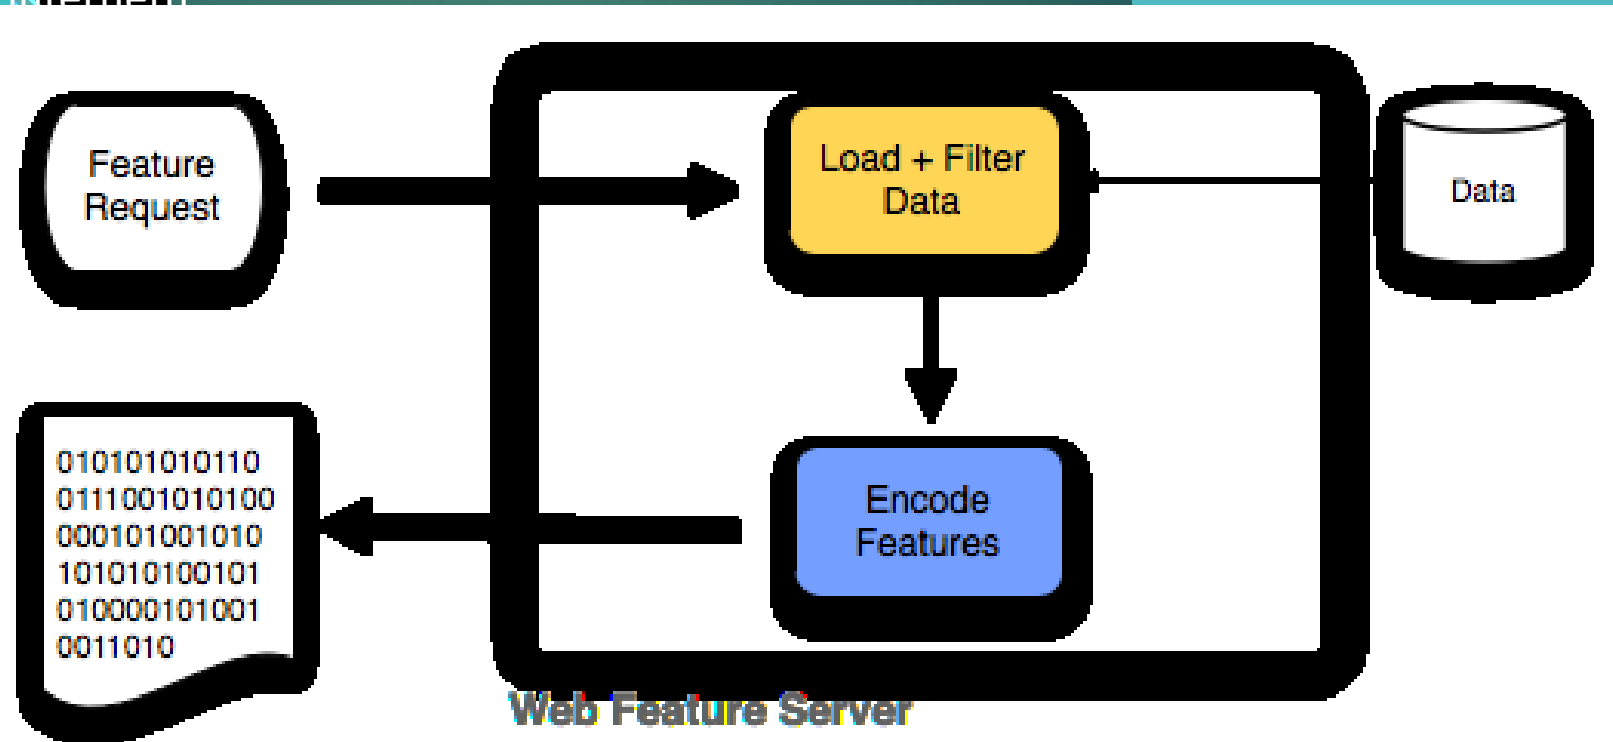 Feature
Request
Load + Filter
Data
Data
010101010110
0111001010100
000101001010
101010100101
010000101001
0011010
Encode
Features
Web Feature Server